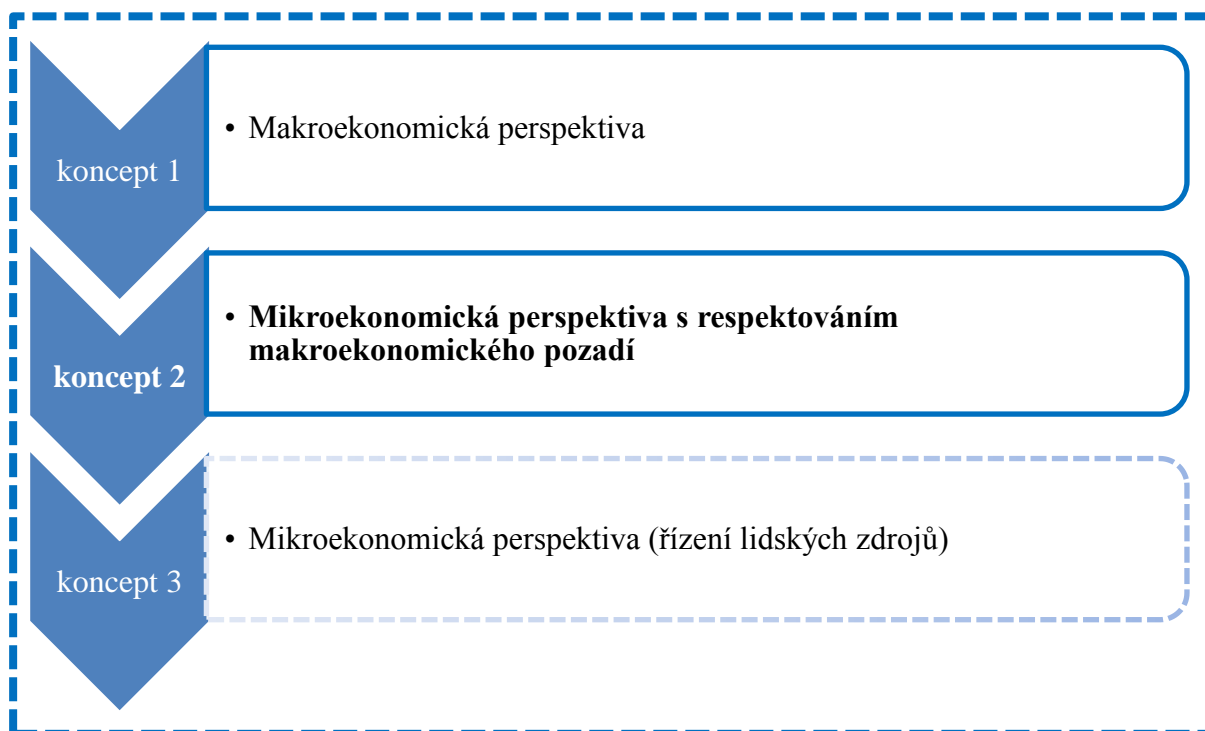 koncept 1
• Makroekonomická perspektiva
koncept 2
• Mikroekonomická perspektiva s respektováním
makroekonomického pozadí
koncept 3
• Mikroekonomická perspektiva (řízení lidských zdrojů)